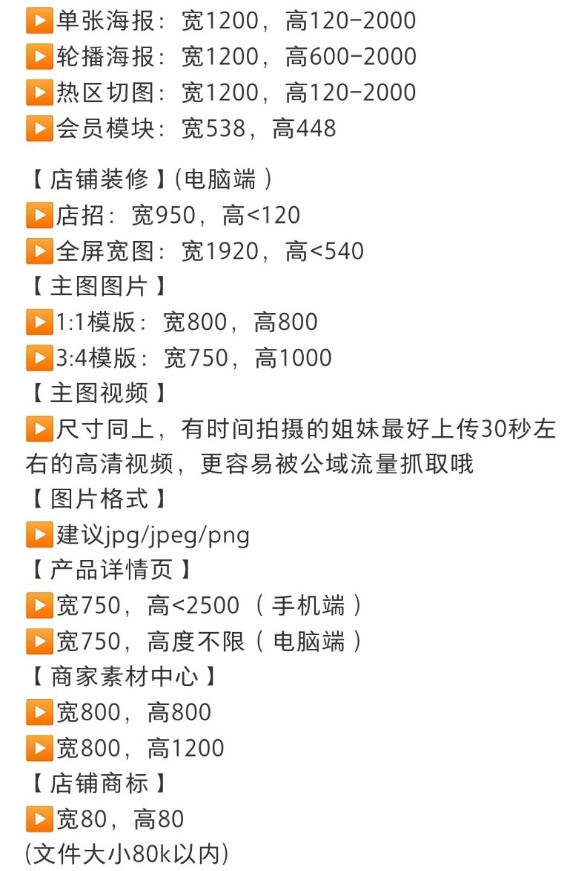 ▶️单张海报：宽1200，高120-2000
▶️轮播海报：宽1200，高600-2000
▶️热区切图：宽1200，高120-2000
▶️会员模块：宽538，高448
【店铺装修】(电脑端）
▶️店招：宽950，高<120
▶️全屏宽图：宽1920，高<540
【主图图片】
▶️1:1模版：宽800，高800
▶️3:4模版：宽750，高1000
【主图视频】
▶️尺寸同上，有时间拍摄的姐妹最好上传30秒左
右的高清视频，更容易被公域流量抓取哦
【图片格式】
▶️建议jpg/jpeg/png
【产品详情页】
▶️宽750，高<2500（手机端）
▶️宽750，高度不限（电脑端）
【商家素材中心】
▶️宽800，高800
▶️宽800，高1200
【店铺商标】
▶️宽80，高80
(文件大小80k以内)